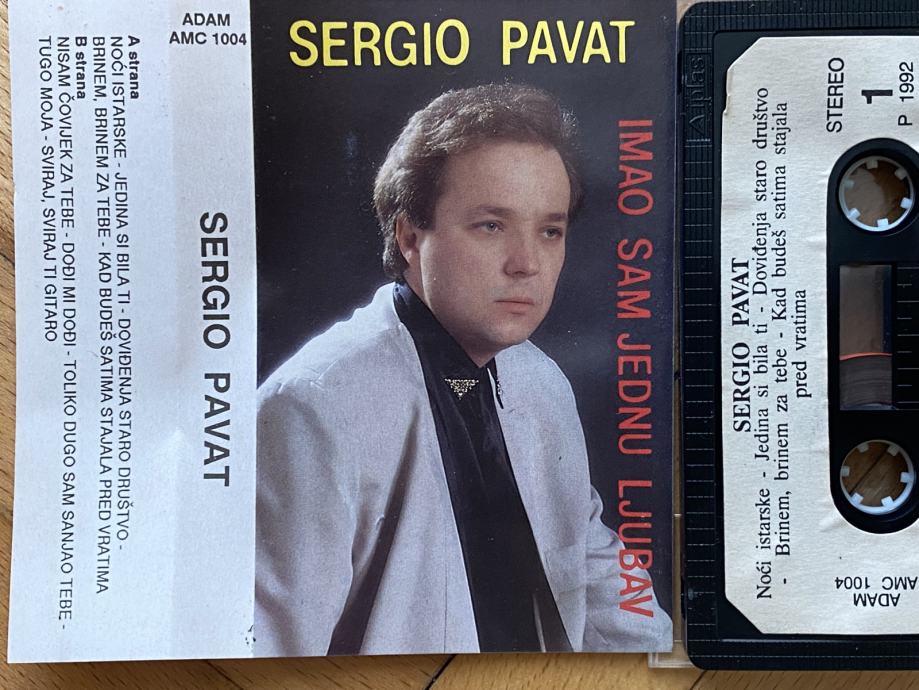 ADAM
AMC 1004
A strana
NOĆI ISTARSKE - JEDINA SI BILA TI - DOVIĐENJA STARO DRUŠTVO -
BRINEM, BRINEM ZA TEBE - KAD BUDEŠ SATIMA STAJALA PRED VRATIMA
B strana
NISAM ČOVIJEK ZA TEBE - DOĐI MI DOĐI - TOLIKO DUGO SAM SANJAO TEBE -
TUGO MOJA - SVIRAJ, SVIRAJ TI GITARO
SERGIO PAVAT
SERGIO PAVAT
IMAO SAM JEDNU LJUBAV
SERGIO PAVAT
Noći istarske - Jedina si bila ti - Doviđenja staro društvo
- Brinem, brinem za tebe - Kad budeš satima stajala
pred vratima
STEREO
1
P 1992
ADAM
AMC 1004